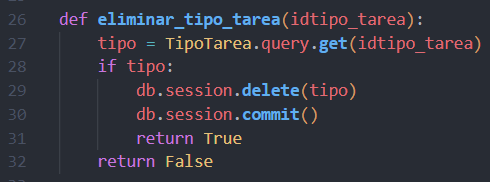 26 def eliminar_tipo_tarea(idtipo_tarea):
27     tipo = TipoTarea.query.get(idtipo_tarea)
28     if tipo:
29         db.session.delete(tipo)
30         db.session.commit()
31         return True
32     return False